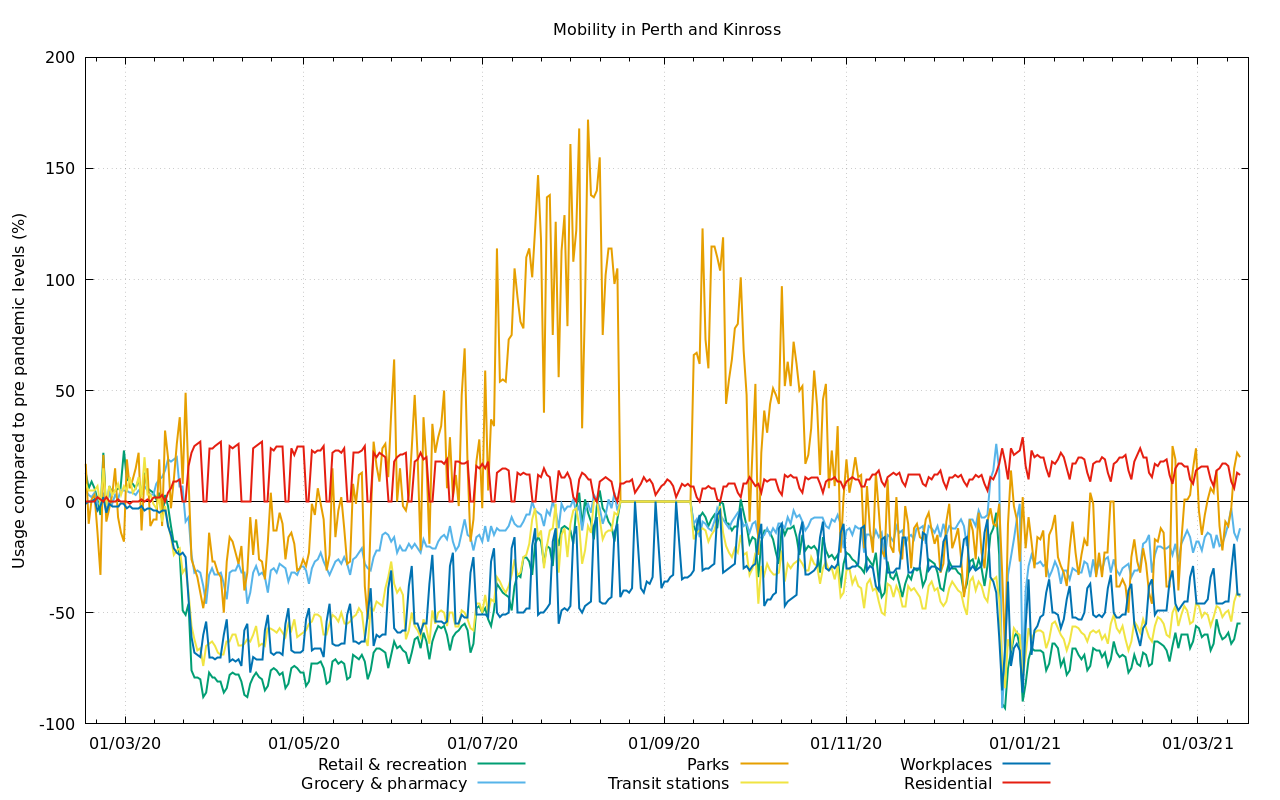 Mobility in Perth and Kinross
Usage compared to pre pandemic levels (%)
200
150
100
50
0
-50
-100
01/03/20 01/05/20 01/07/20 01/09/20 01/11/20 01/01/21 01/03/21
Retail & recreation Parks Workplaces
Grocery & pharmacy Transit stations Residential